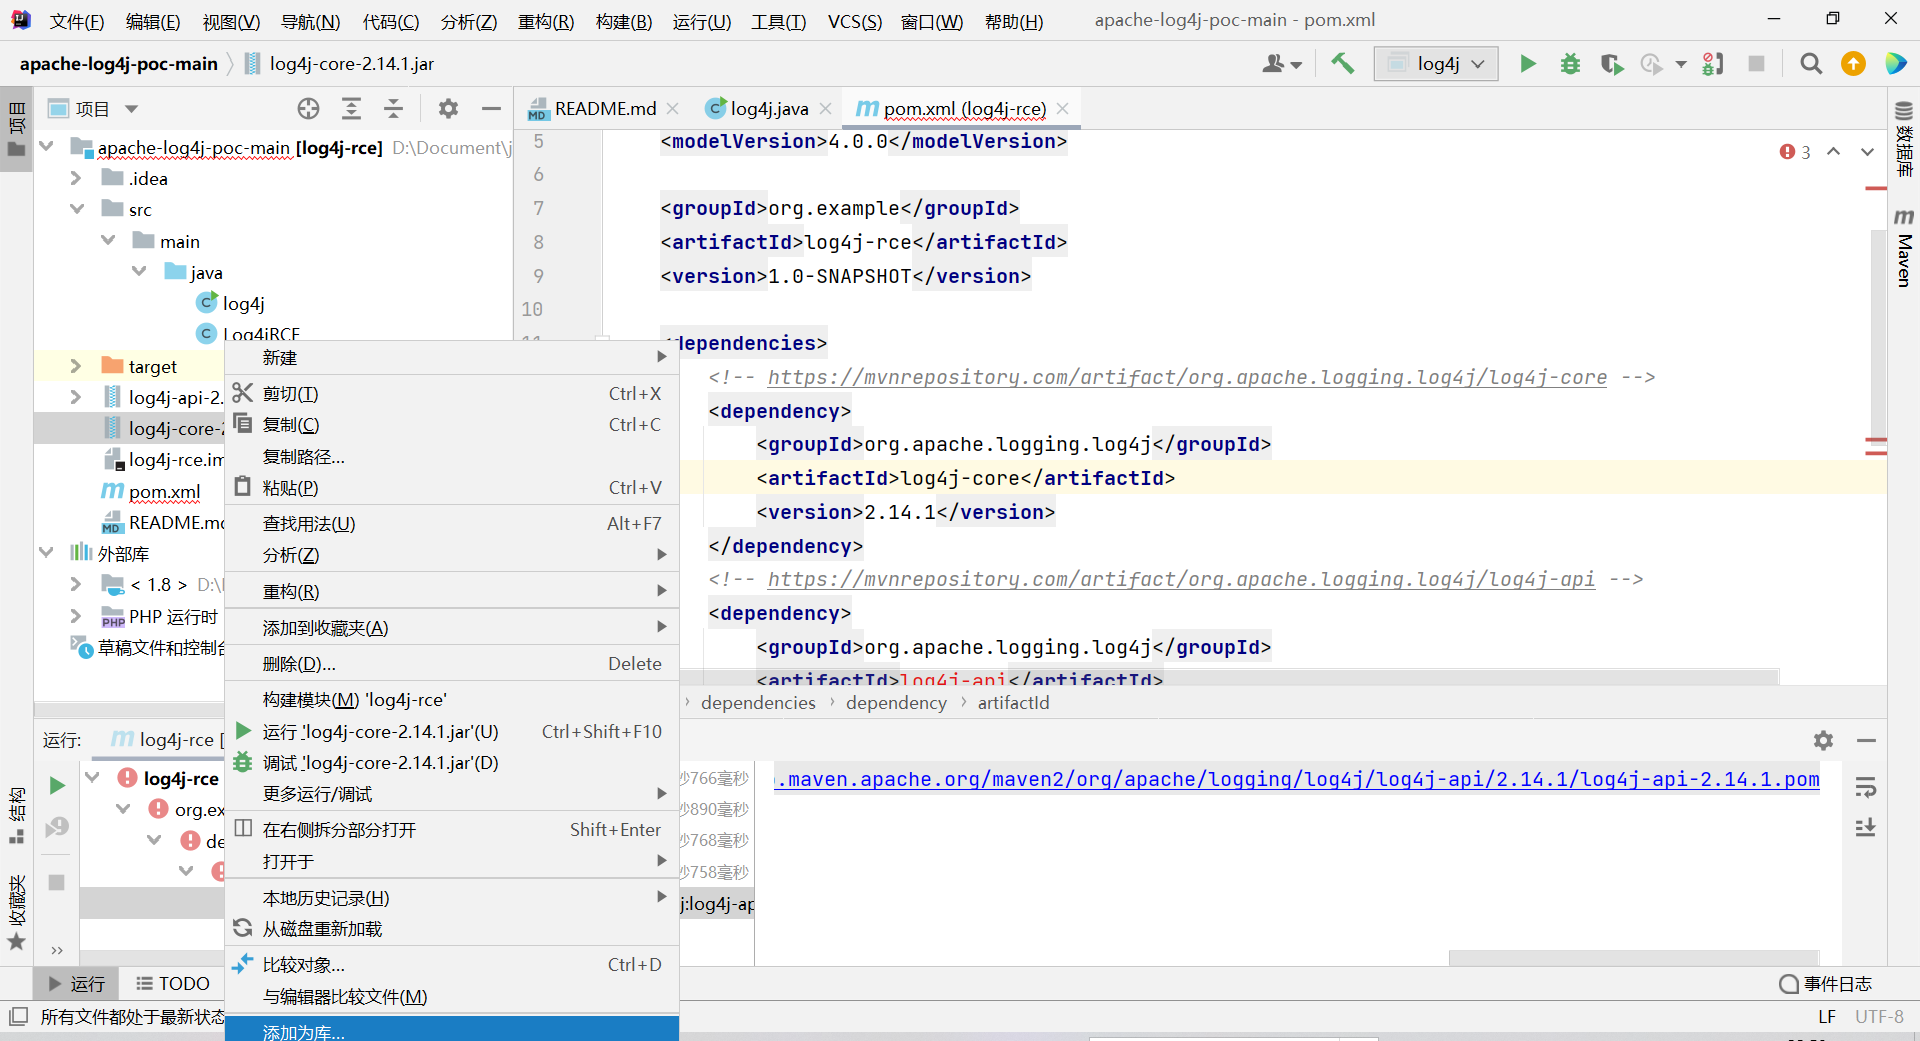 文件(F) 编辑(E) 视图(V) 导航(N) 代码(C) 分析(Z) 重构(R) 构建(B) 运行(U) 工具(T) VCS(S) 窗口(W) 帮助(H) apache-log4j-poc-main - pom.xml
apache-log4j-poc-main log4j-core-2.14.1.jar log4j
项目 README.md log4j.java pom.xml (log4j-rce)
项目
apache-log4j-poc-main [log4j-rce] D:\Document\j
.idea
src
main
java
log4j
Log4jRCE
target
log4j-api-2.
log4j-core-2
log4j-rce.im
pom.xml
README.md
外部库
< 1.8 > D:\
PHP 运行时
草稿文件和控制台
5 <modelVersion>4.0.0</modelVersion>
6
7 <groupId>org.example</groupId>
8 <artifactId>log4j-rce</artifactId>
9 <version>1.0-SNAPSHOT</version>
10
11 dependencies>
<!-- https://mvnrepository.com/artifact/org.apache.logging.log4j/log4j-core -->
<dependency>
<groupId>org.apache.logging.log4j</groupId>
<artifactId>log4j-core</artifactId>
<version>2.14.1</version>
</dependency>
<!-- https://mvnrepository.com/artifact/org.apache.logging.log4j/log4j-api -->
<dependency>
<groupId>org.apache.logging.log4j</groupId>
<artifactId>log4j-api</artifactId>
3
数据库
Maven
dependencies › dependency › artifactId
新建
剪切(T) Ctrl+X
复制(C) Ctrl+C
复制路径...
粘贴(P) Ctrl+V
查找用法(U) Alt+F7
分析(Z)
重构(R)
添加到收藏夹(A)
删除(D)... Delete
构建模块(M) 'log4j-rce'
运行 'log4j-core-2.14.1.jar'(U) Ctrl+Shift+F10
调试 'log4j-core-2.14.1.jar'(D)
更多运行/调试
在右侧拆分部分打开 Shift+Enter
打开于
本地历史记录(H)
从磁盘重新加载
比较对象... Ctrl+D
与编辑器比较文件(M)
添加为库...
运行: log4j-rce [
log4j-rce
org.ex
de
秒766毫秒
秒890毫秒
秒768毫秒
秒758毫秒
j:log4j-ap
.maven.apache.org/maven2/org/apache/logging/log4j/log4j-api/2.14.1/log4j-api-2.14.1.pom
结构
收藏夹
运行 TODO 事件日志
所有文件都处于最新状态 LF UTF-8